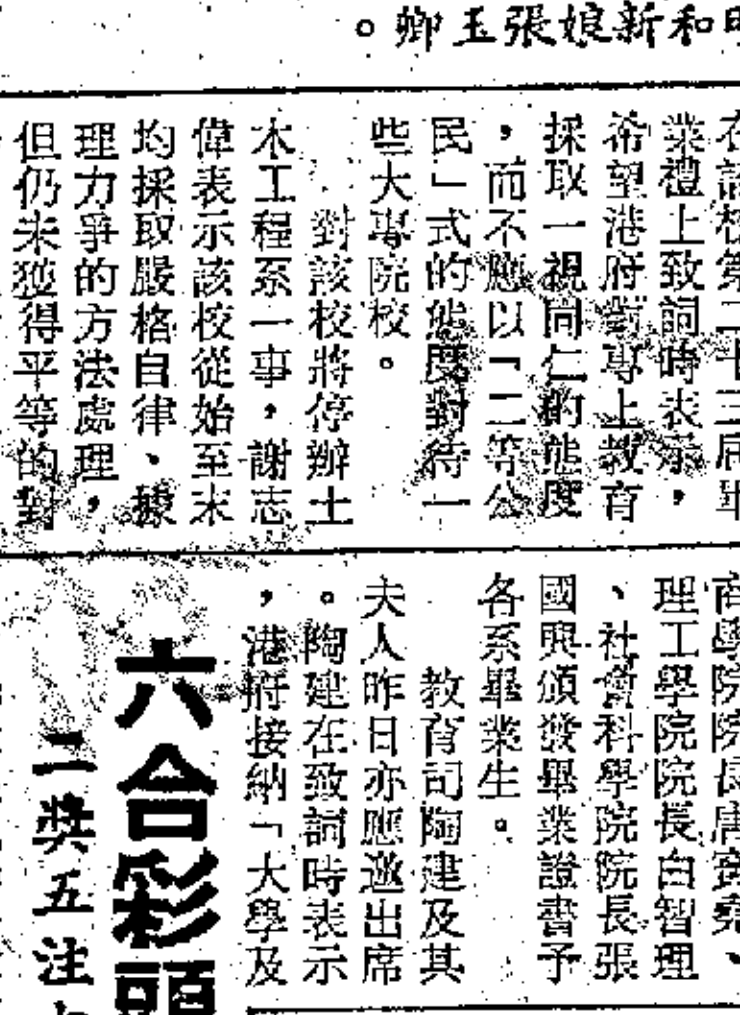 明和新娘張玉卿。
在該校第二十三屆畢
業禮上致詞時表示，
希望港府對專上教育
採取一視同仁的態度
，而不應以「二等公
民」式的態度對待一
些大專院校。
對該校將停辦土
木工程系一事，謝志
偉表示該校從始至末
均採取嚴格自律、據
理力爭的方法處理，
但仍未獲得平等的對
商學院院長唐寶堯、
理工學院院長白智理
、社會科學院院長張
國興頒發畢業證書予
各系畢業生。
教育司陶建及其
夫人昨日亦應邀出席
。陶建在致詞時表示
，港府接納「大學及
六合彩頭
二獎五注